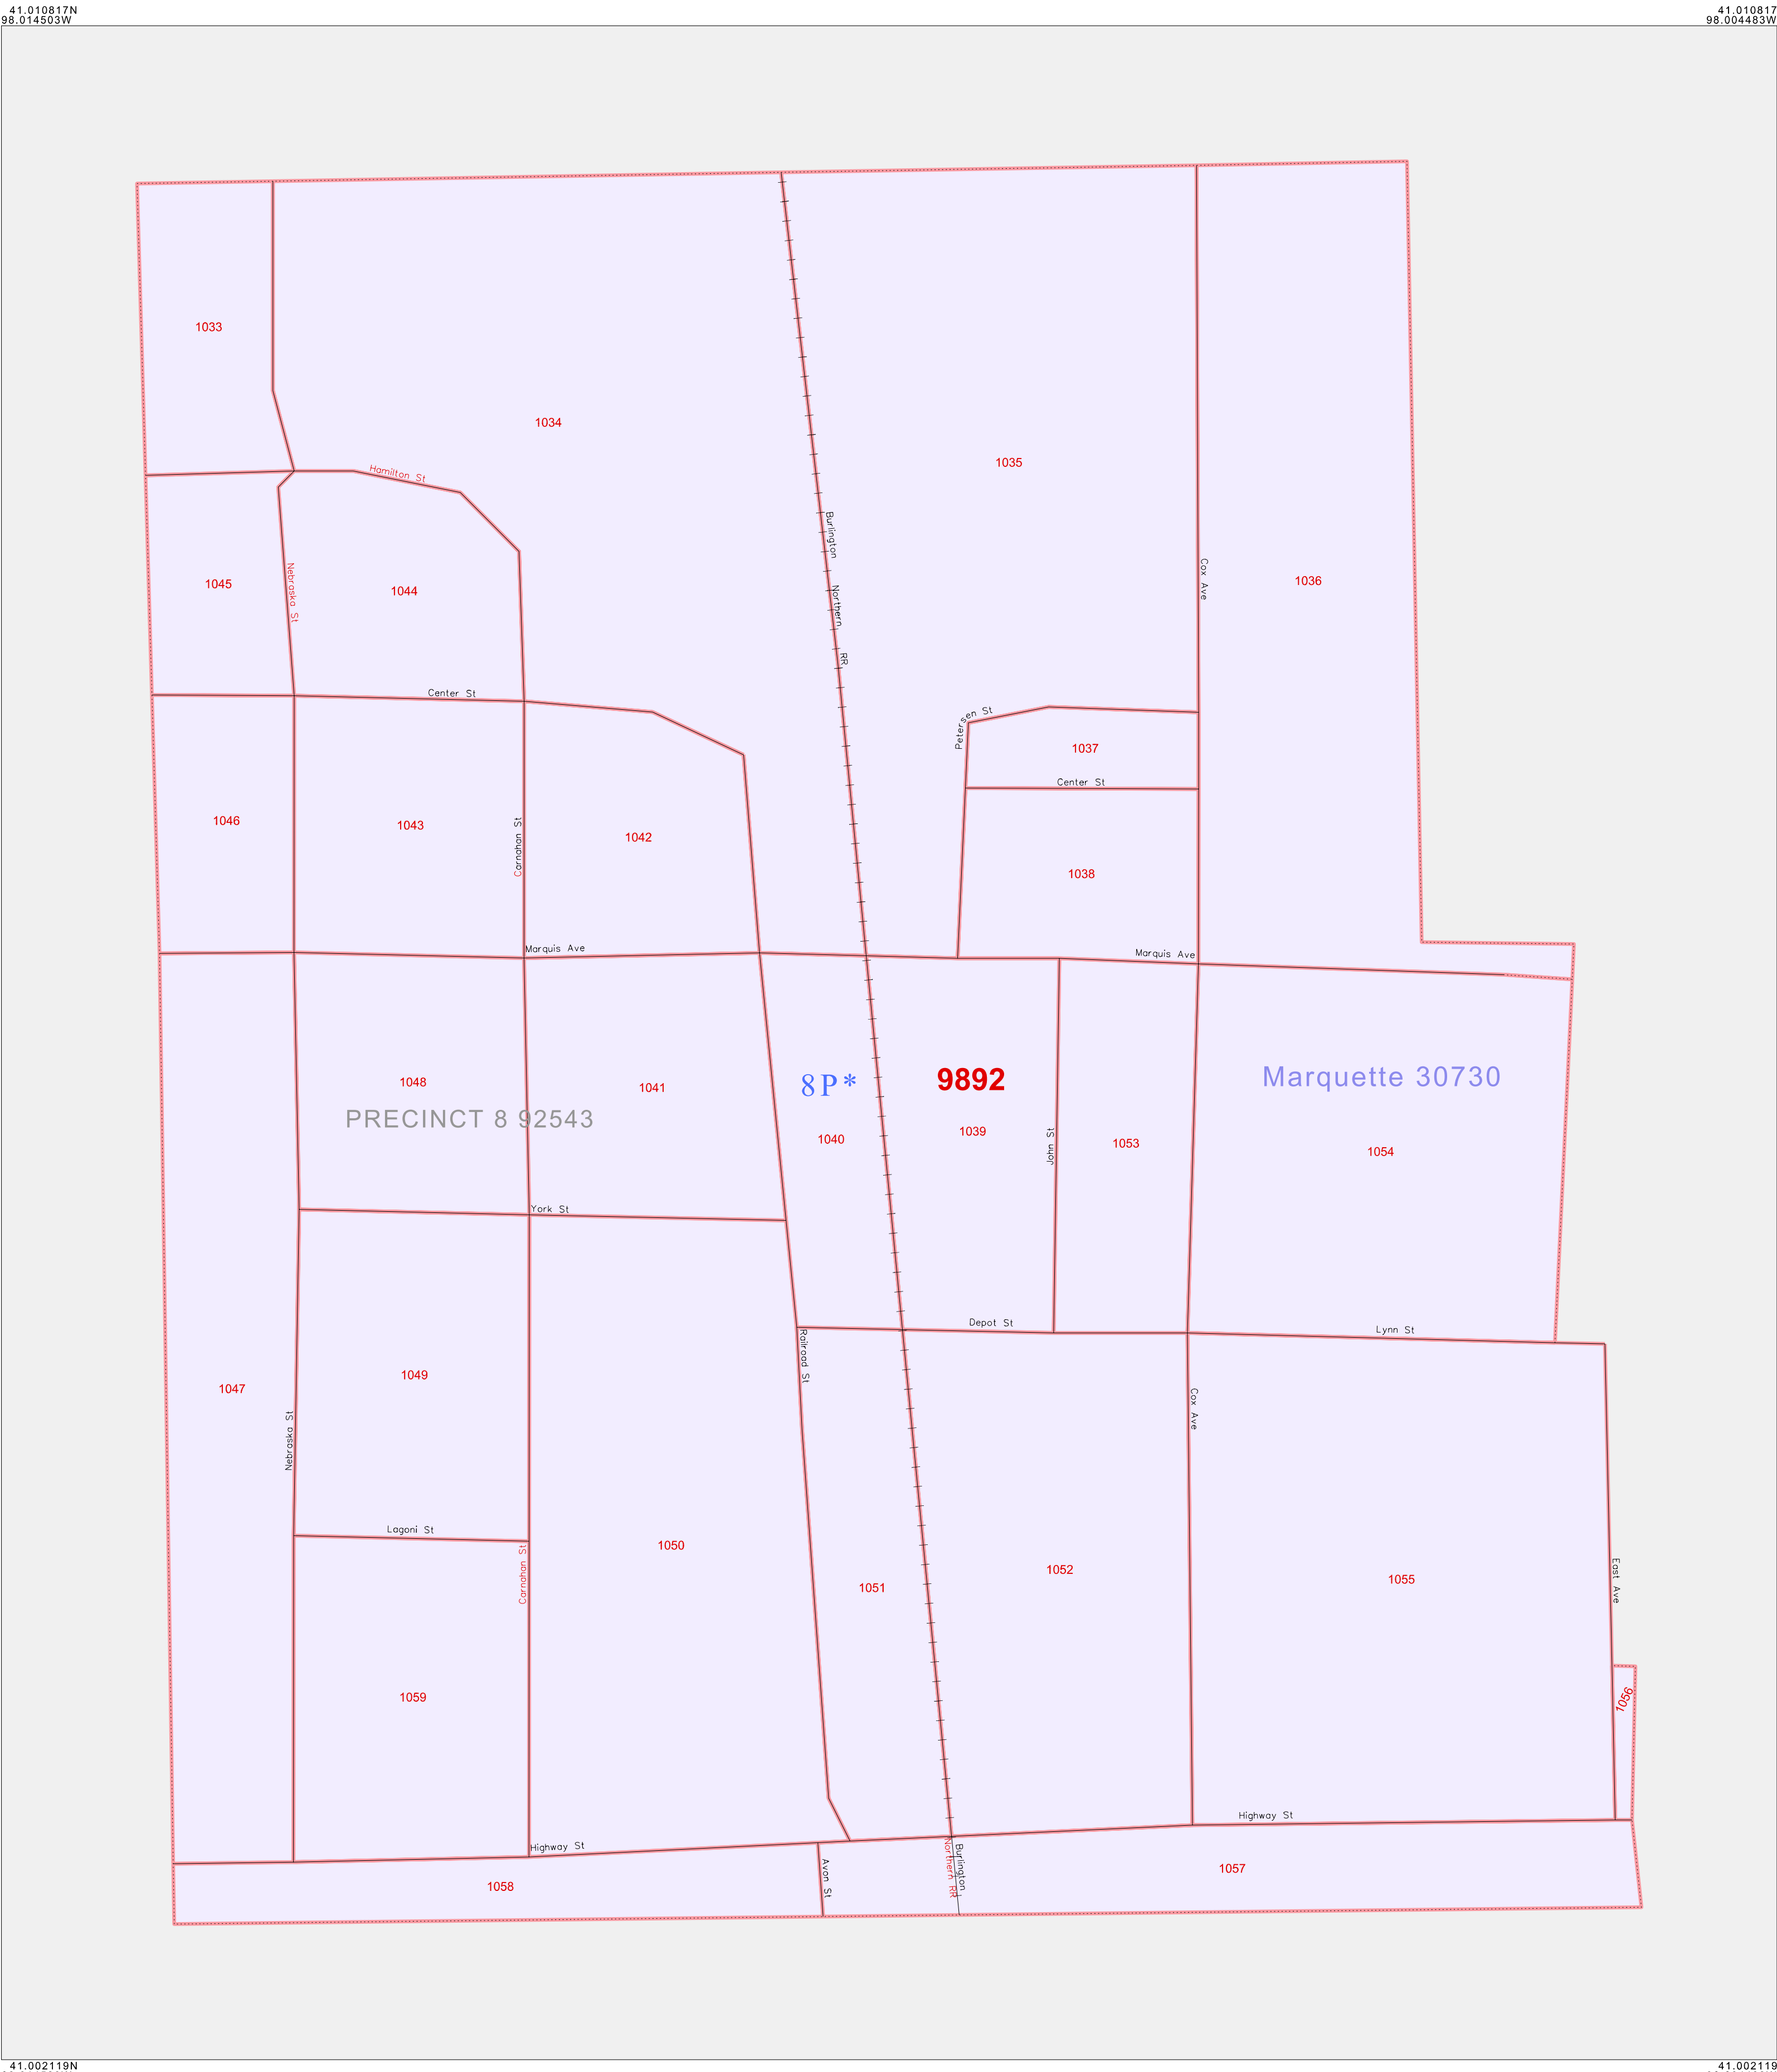 41.010817N
98.014503W
41.010817
98.004483W
1033
1034
1035
Hamilton St
Burlington
Northern
RR
Cox Ave
1036
1045
Nebraska St
1044
Center St
Petersen St
1037
Center St
1046
1043
Carnahan St
1042
1038
Marquis Ave
Marquis Ave
1048
1041
8P*
9892
Marquette 30730
PRECINCT 8 92543
1040
1039
John St
1053
1054
York St
Depot St
Lynn St
Railroad St
1047
1049
Nebraska St
Cox Ave
Lagoni St
Carnahan St
1050
1051
1052
1055
East Ave
1059
1056
Highway St
Highway St
Burlington
Northern RR
Avon St
1058
1057
41.002119N
41.002119